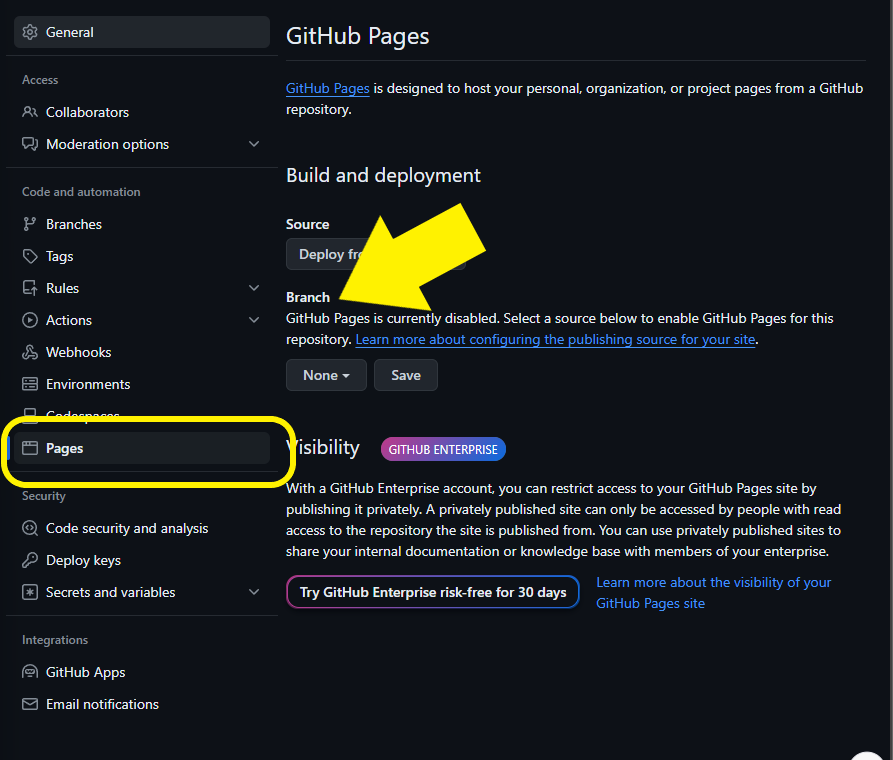 General
Access
Collaborators
Moderation options
Code and automation
Branches
Tags
Rules
Actions
Webhooks
Environments
Codespaces
Pages
Security
Code security and analysis
Deploy keys
Secrets and variables
Integrations
GitHub Apps
Email notifications
GitHub Pages
GitHub Pages is designed to host your personal, organization, or project pages from a GitHub
repository.
Build and deployment
Source
Deploy
Branch
GitHub Pages is currently disabled. Select a source below to enable GitHub Pages for this
repository. Learn more about configuring the publishing source for your site.
None Save
Visibility GITHUB ENTERPRISE
With a GitHub Enterprise account, you can restrict access to your GitHub Pages site by
publishing it privately. A privately published site can only be accessed by people with read
access to the repository the site is published from. You can use privately published sites to
share your internal documentation or knowledge base with members of your enterprise.
Try GitHub Enterprise risk-free for 30 days
Learn more about the visibility of your
GitHub Pages site